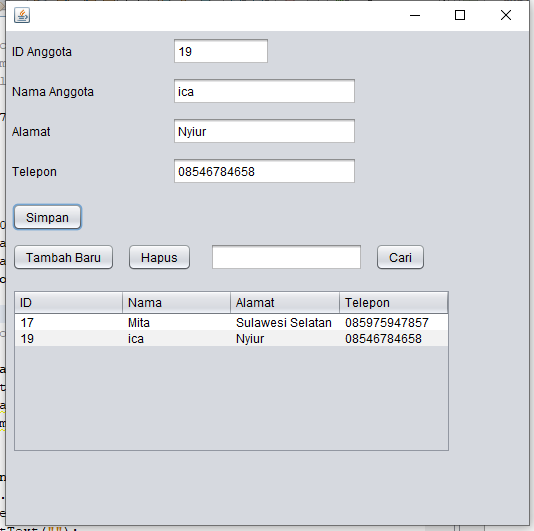 ID Anggota 19
Nama Anggota ica
Alamat Nyiur
Telepon 08546784658
Simpan
Tambah Baru Hapus Cari
ID Nama Alamat Telepon
17 Mita Sulawesi Selatan 085975947857
19 ica Nyiur 08546784658